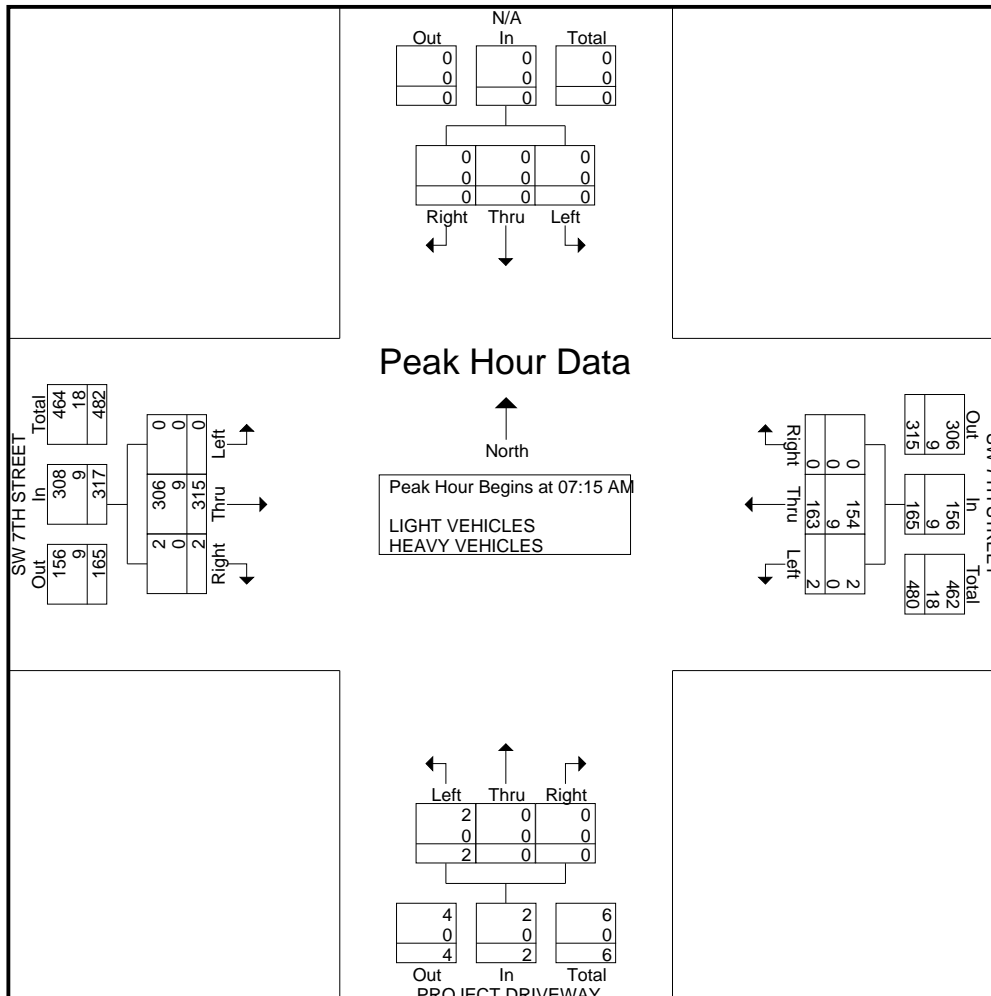 N/A
Out In Total
0 0 0
0 0 0
0 0 0
0 0 0
0 0 0
0 0 0
Right Thru Left
Peak Hour Data
North
Peak Hour Begins at 07:15 AM
LIGHT VEHICLES
HEAVY VEHICLES
SW 7TH STREET
Total In Out
464 308 156
18 9 9
482 317 165
0 306 2
0 9 0
0 315 2
Left Thru Right
Right Thru Left
0 154 2
0 9 0
0 163 2
Out In Total
306 156 462
9 9 18
315 165 480
SW 7TH STREET
Left Thru Right
2 0 0
0 0 0
2 0 0
4 2 6
0 0 0
4 2 6
Out In Total
PROJECT DRIVEWAY